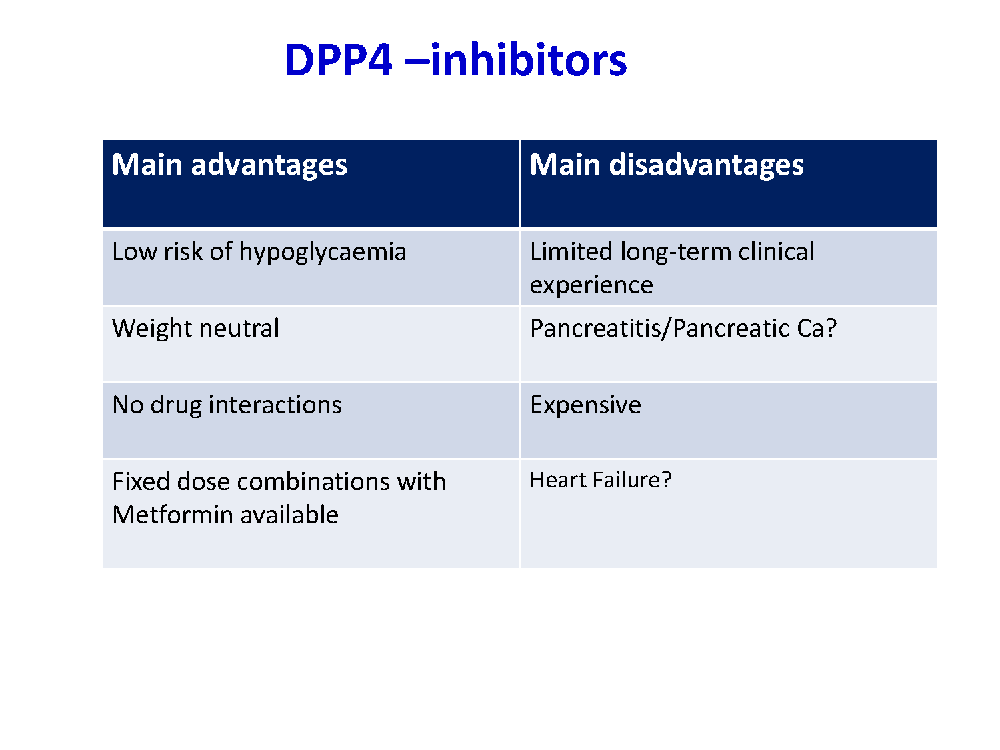 DPP4 –inhibitors
Main advantages
Main disadvantages
Low risk of hypoglycaemia
Limited long-term clinical
experience
Weight neutral
Pancreatitis/Pancreatic Ca?
No drug interactions
Expensive
Fixed dose combinations with
Metformin available
Heart Failure?